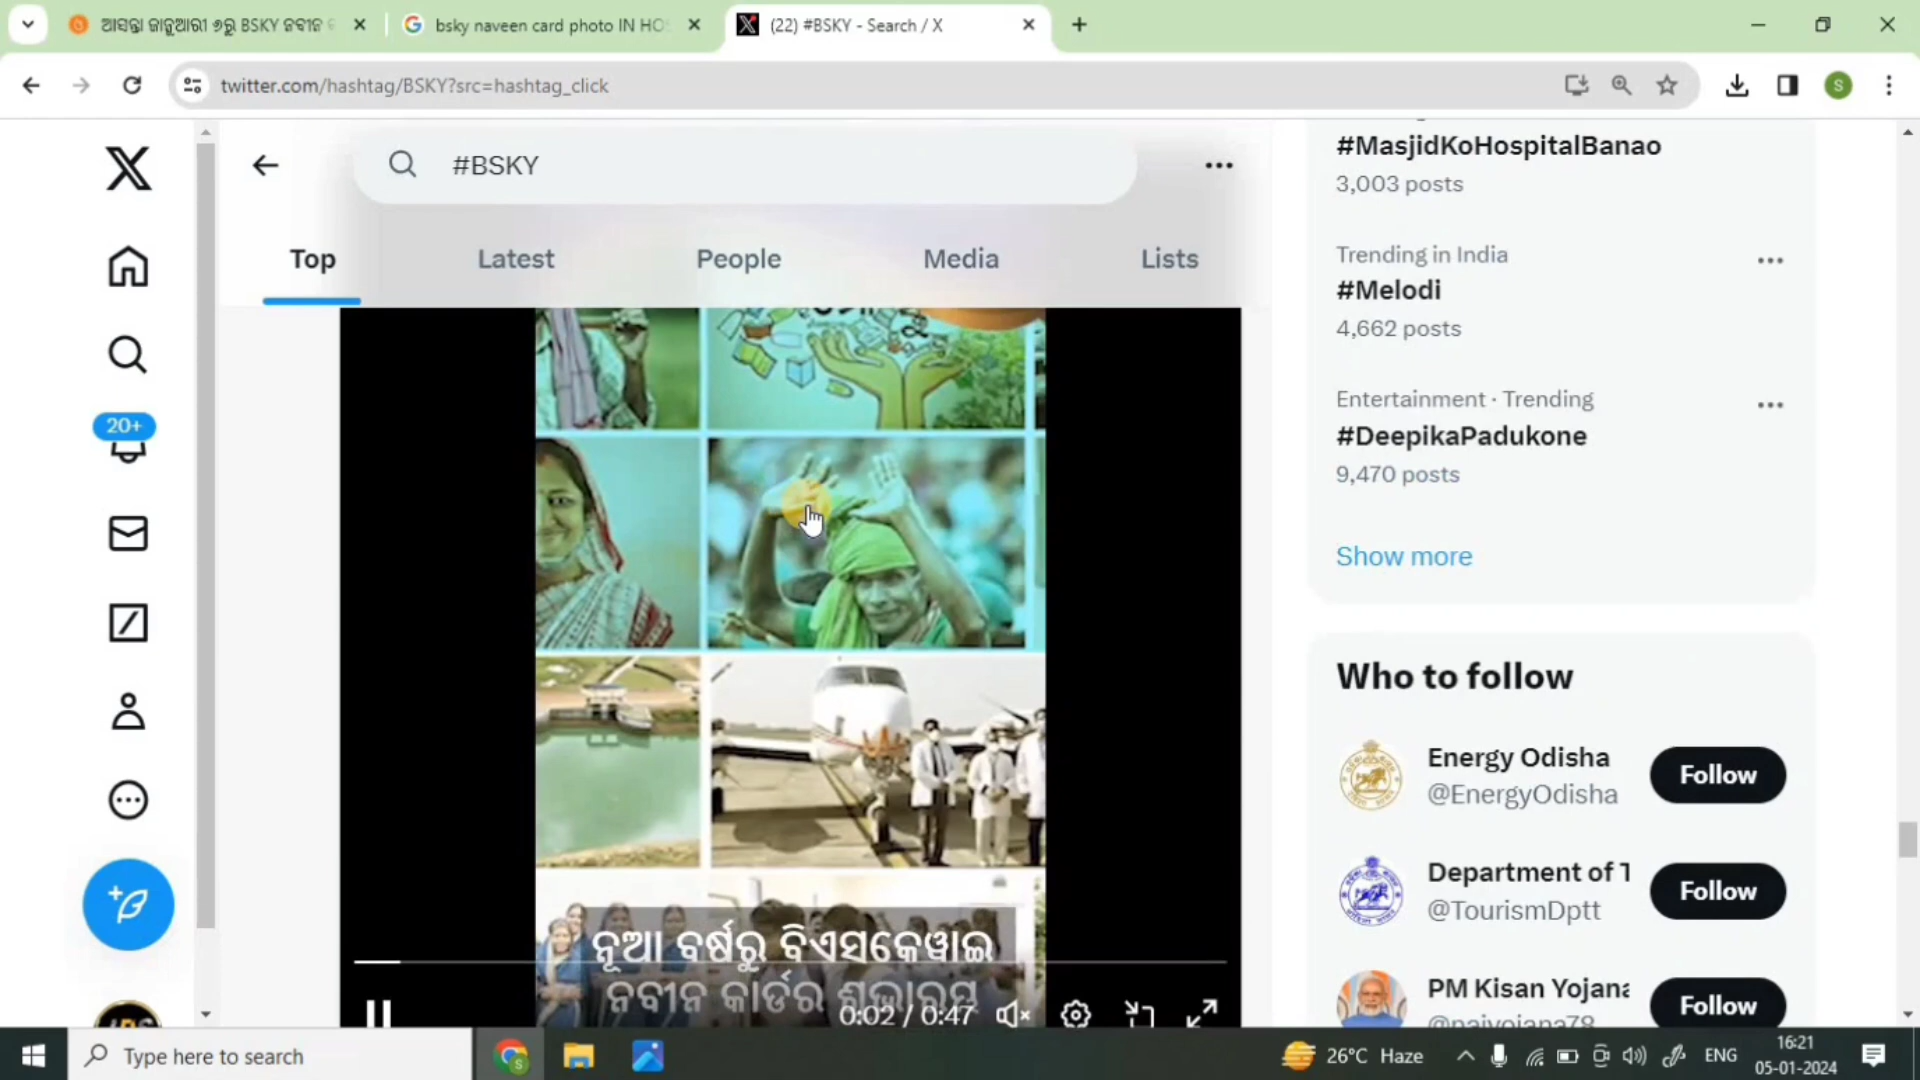 ଆସନ୍ତା ଜାନୁଆରୀ ୬ରୁ BSKY ନବୀନ
bsky naveen card photo IN HO
(22) #BSKY - Search / X
twitter.com/hashtag/BSKY?src=hashtag_click
S
#BSKY
Top
Latest
People
Media
Lists
20+
ନୂଆ ବର୍ଷରୁ ବିଏସକେୱାଇ
ନବୀନ କାର୍ଡର ଶୁଭାରମ୍ଭ
0:02 / 0:47
#MasjidKoHospitalBanao
3,003 posts
Trending in India
#Melodi
4,662 posts
Entertainment · Trending
#DeepikaPadukone
9,470 posts
Show more
Who to follow
Energy Odisha
@EnergyOdisha
Follow
Department of T
@TourismDptt
Follow
PM Kisan Yojana
Follow
Type here to search
26°C Haze
ENG
16:21
05-01-2024